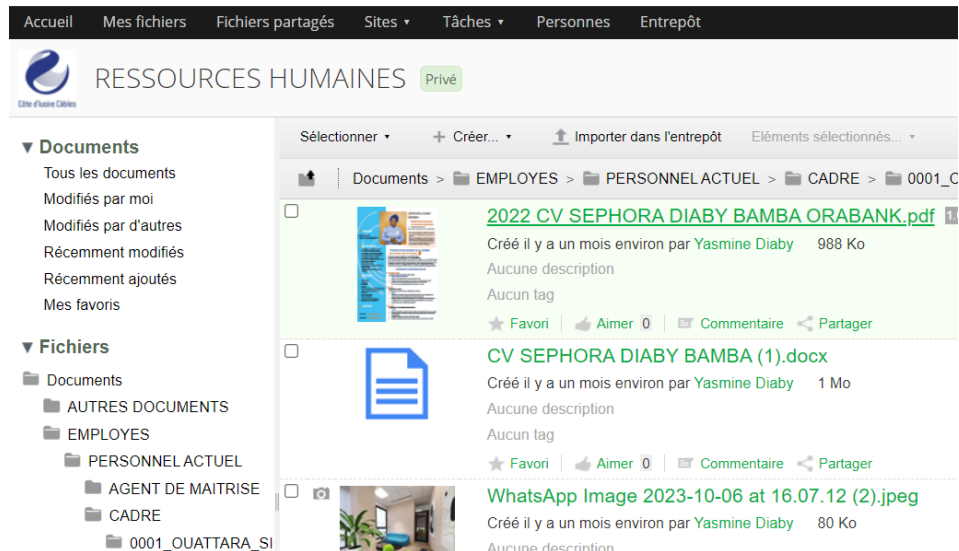 Accueil Mes fichiers Fichiers partagés Sites Tâches Personnes Entrepôt
Côte d'Ivoire Câbles
RESSOURCES HUMAINES Privé
Documents
Tous les documents
Modifiés par moi
Modifiés par d'autres
Récemment modifiés
Récemment ajoutés
Mes favoris
Fichiers
Documents
AUTRES DOCUMENTS
EMPLOYES
PERSONNEL ACTUEL
AGENT DE MAITRISE
CADRE
0001_OUATTARA_SI
Sélectionner + Créer... Importer dans l'entrepôt Eléments sélectionnés...
Documents > EMPLOYES > PERSONNEL ACTUEL > CADRE > 0001_O
2022 CV SEPHORA DIABY BAMBA ORABANK.pdf
Créé il y a un mois environ par Yasmine Diaby 988 Ko
Aucune description
Aucun tag
Favori Aimer 0 Commentaire Partager
CV SEPHORA DIABY BAMBA (1).docx
Créé il y a un mois environ par Yasmine Diaby 1 Mo
Aucune description
Aucun tag
Favori Aimer 0 Commentaire Partager
WhatsApp Image 2023-10-06 at 16.07.12 (2).jpeg
Créé il y a un mois environ par Yasmine Diaby 80 Ko
Aucune description